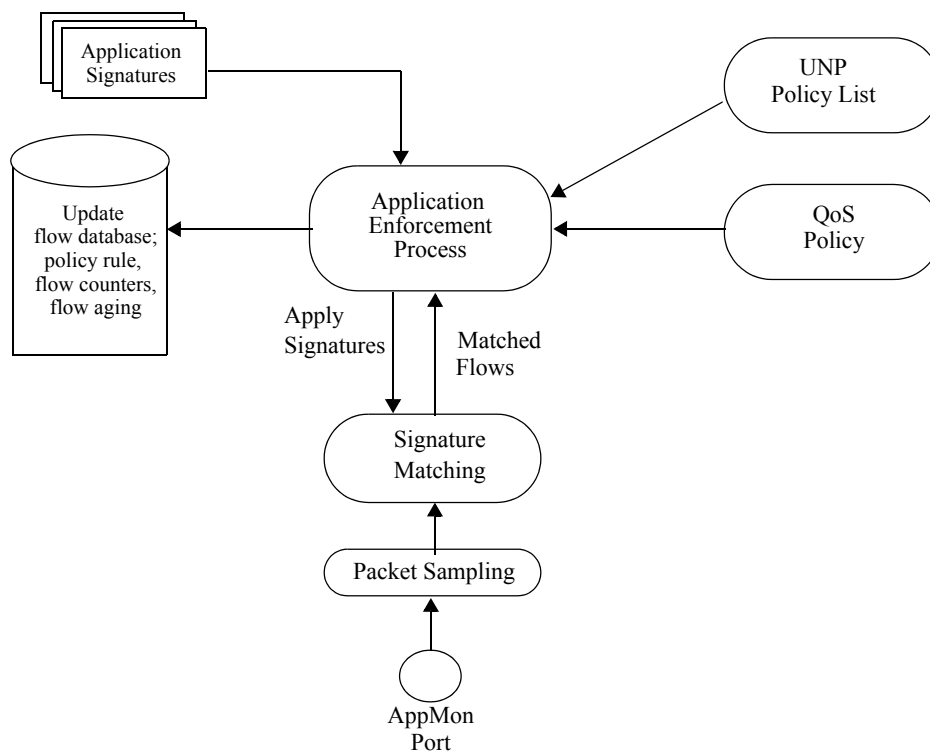 Application
Signatures
UNP
Policy List
Update
flow database;
policy rule,
flow counters,
flow aging
Application
Enforcement
Process
QoS
Policy
Apply
Signatures
Matched
Flows
Signature
Matching
Packet Sampling
AppMon
Port